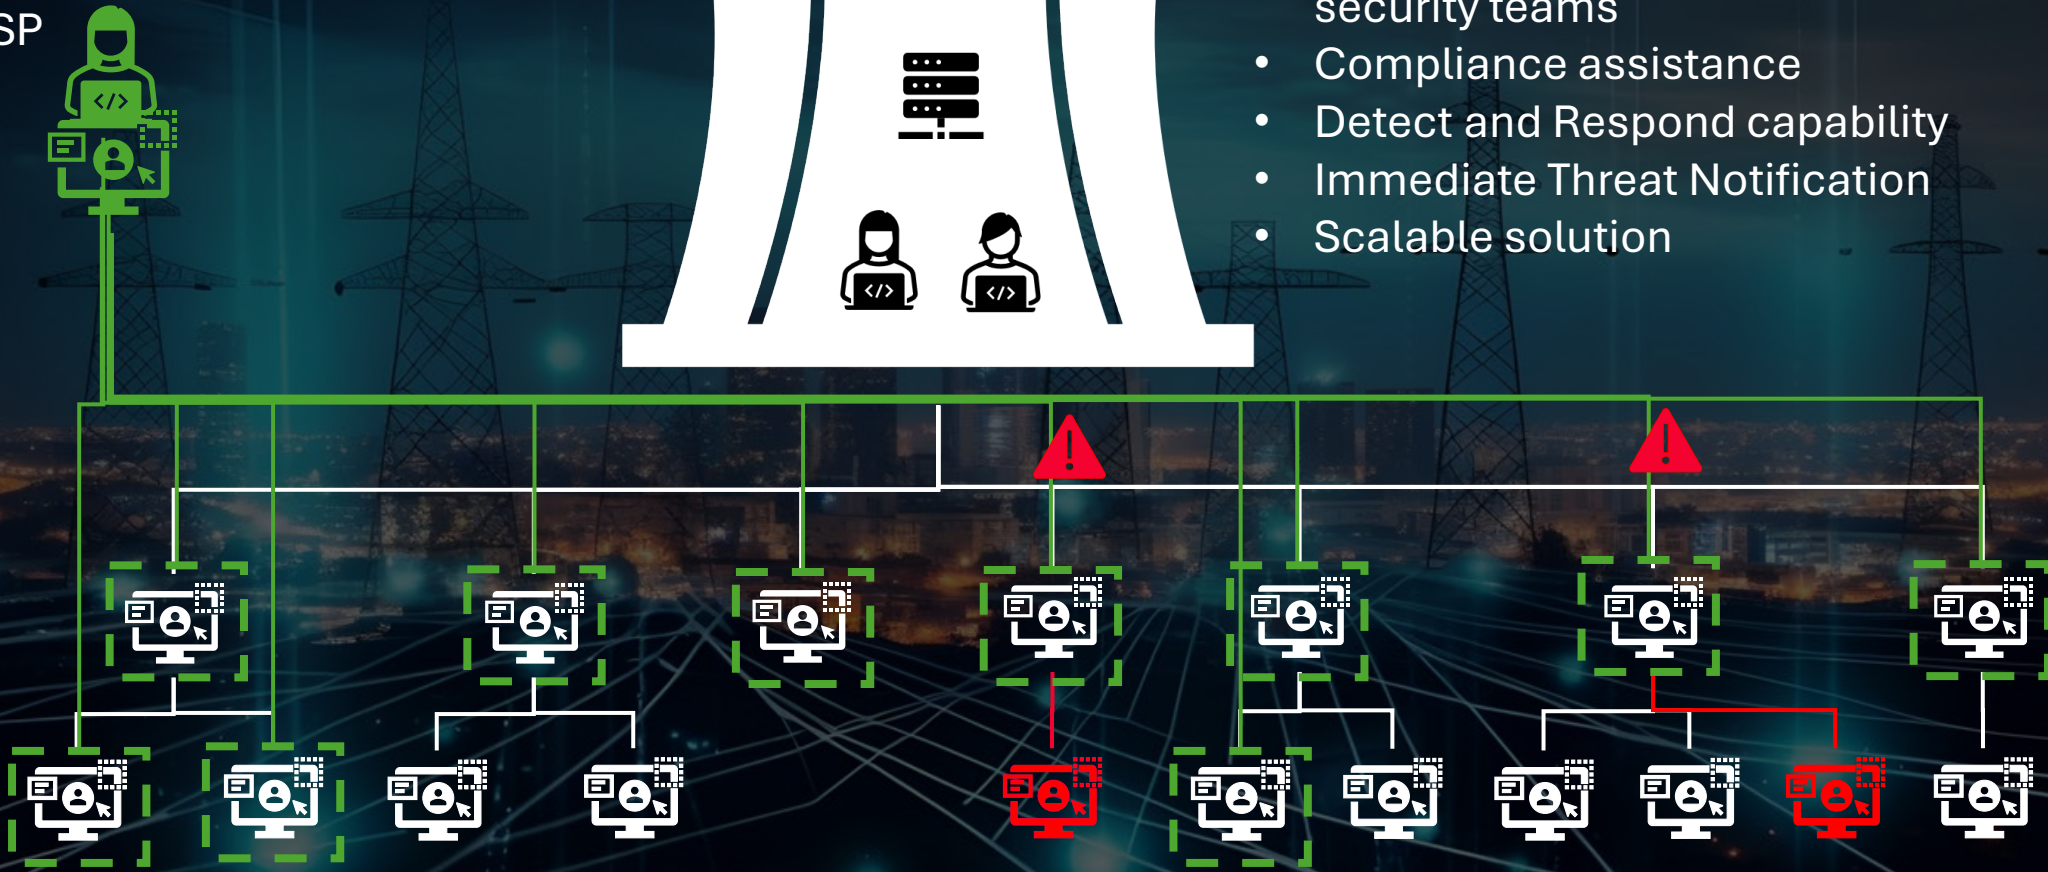 SP
security teams
• Compliance assistance
• Detect and Respond capability
• Immediate Threat Notification
• Scalable solution
</>
</>
</>